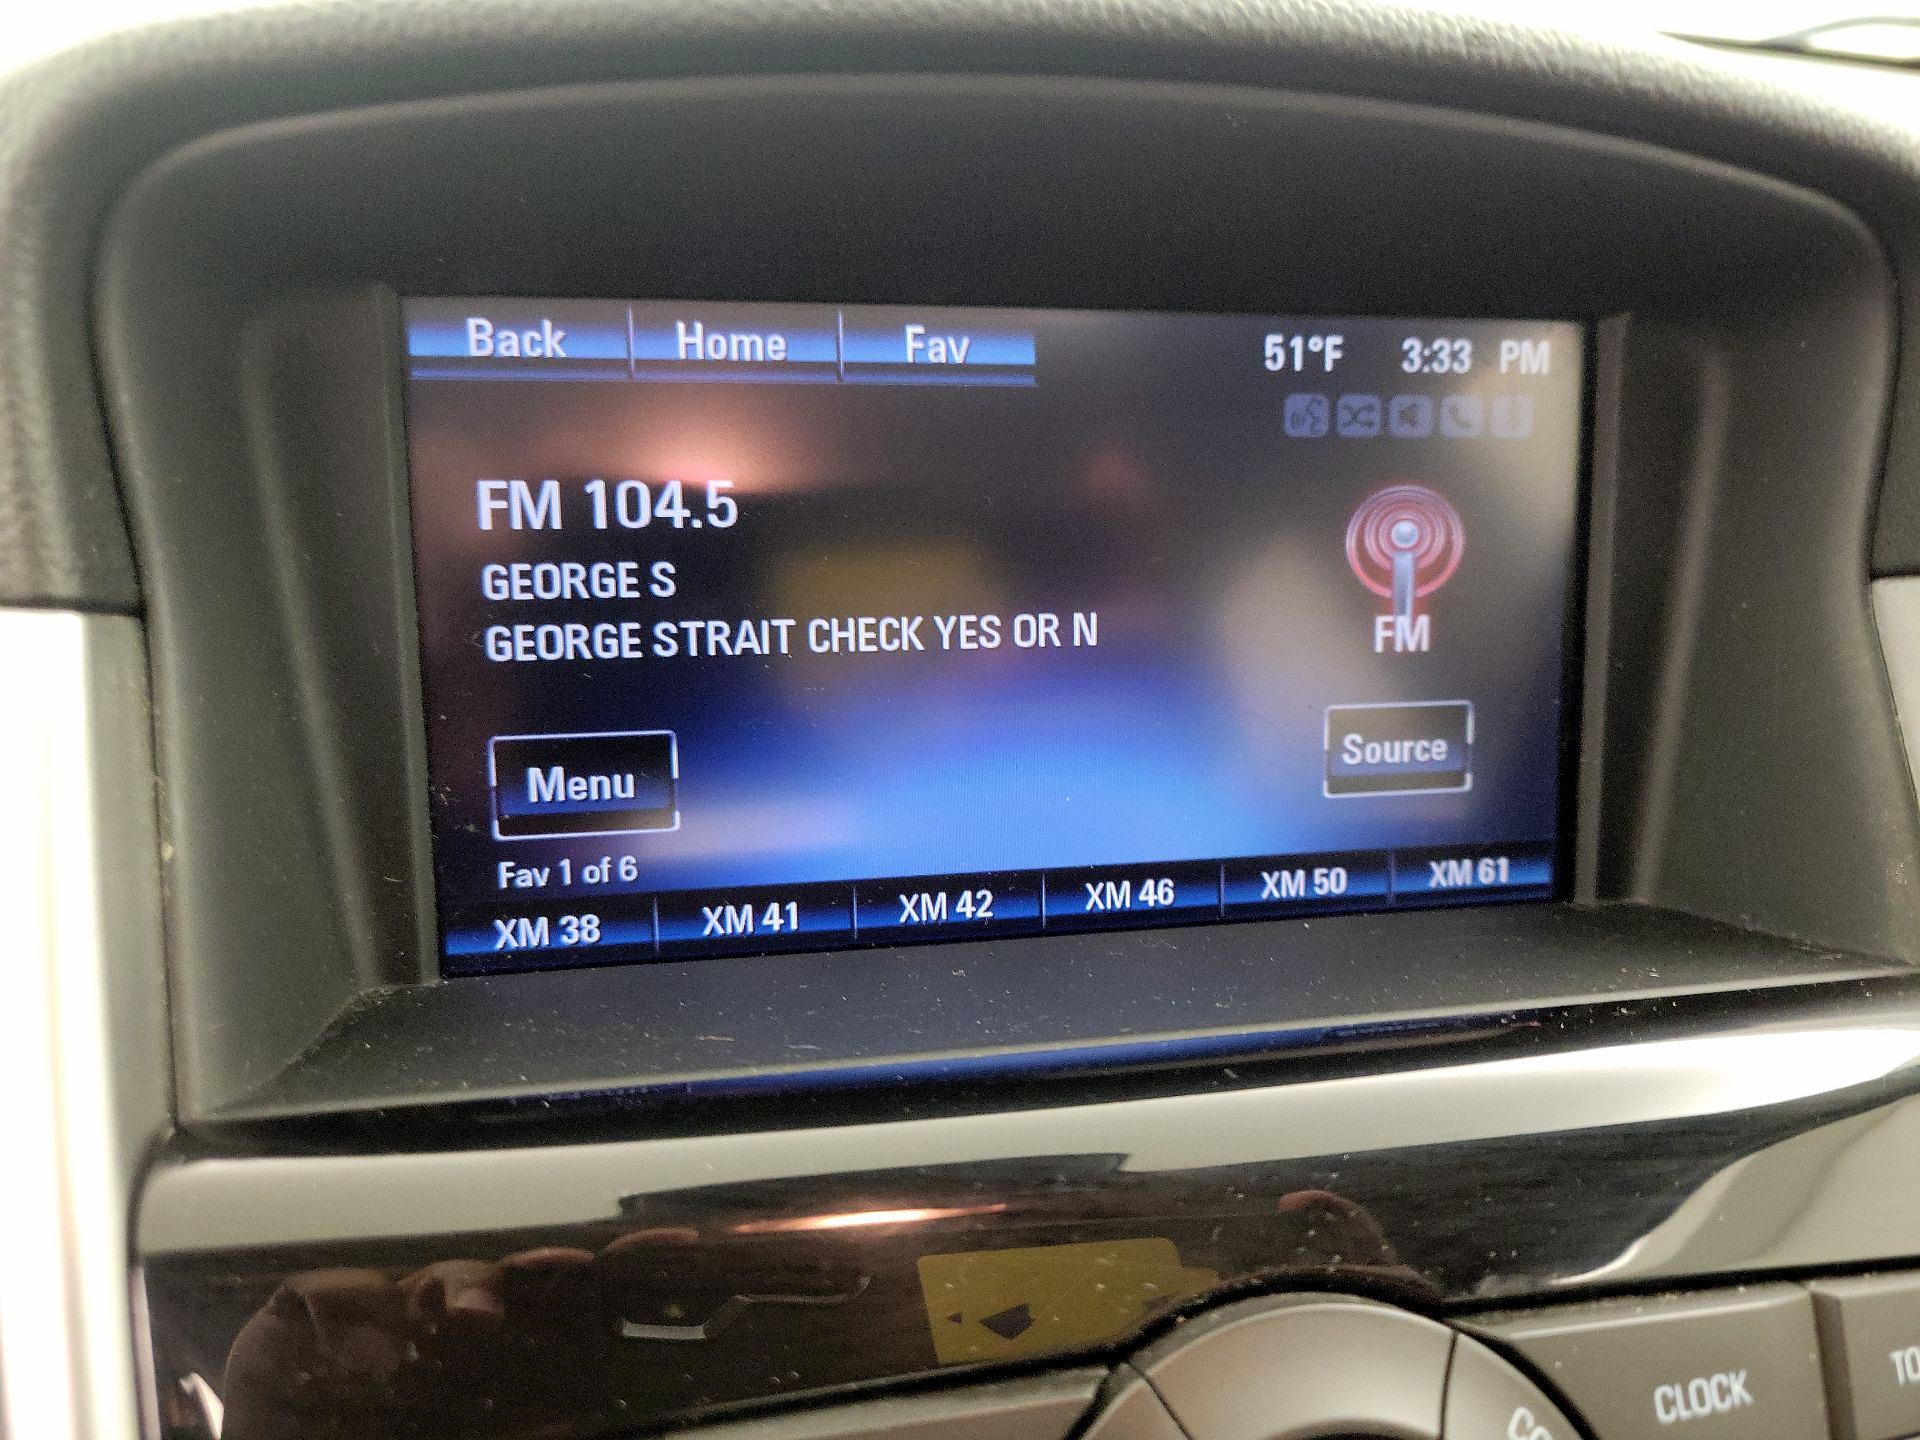 Back Home Fav 51°F 3:33 PM
FM 104.5
GEORGE S
GEORGE STRAIT CHECK YES OR N
FM
Menu Source
Fav 1 of 6
XM 38 XM 41 XM 42 XM 46 XM 50 XM 61
CLOCK